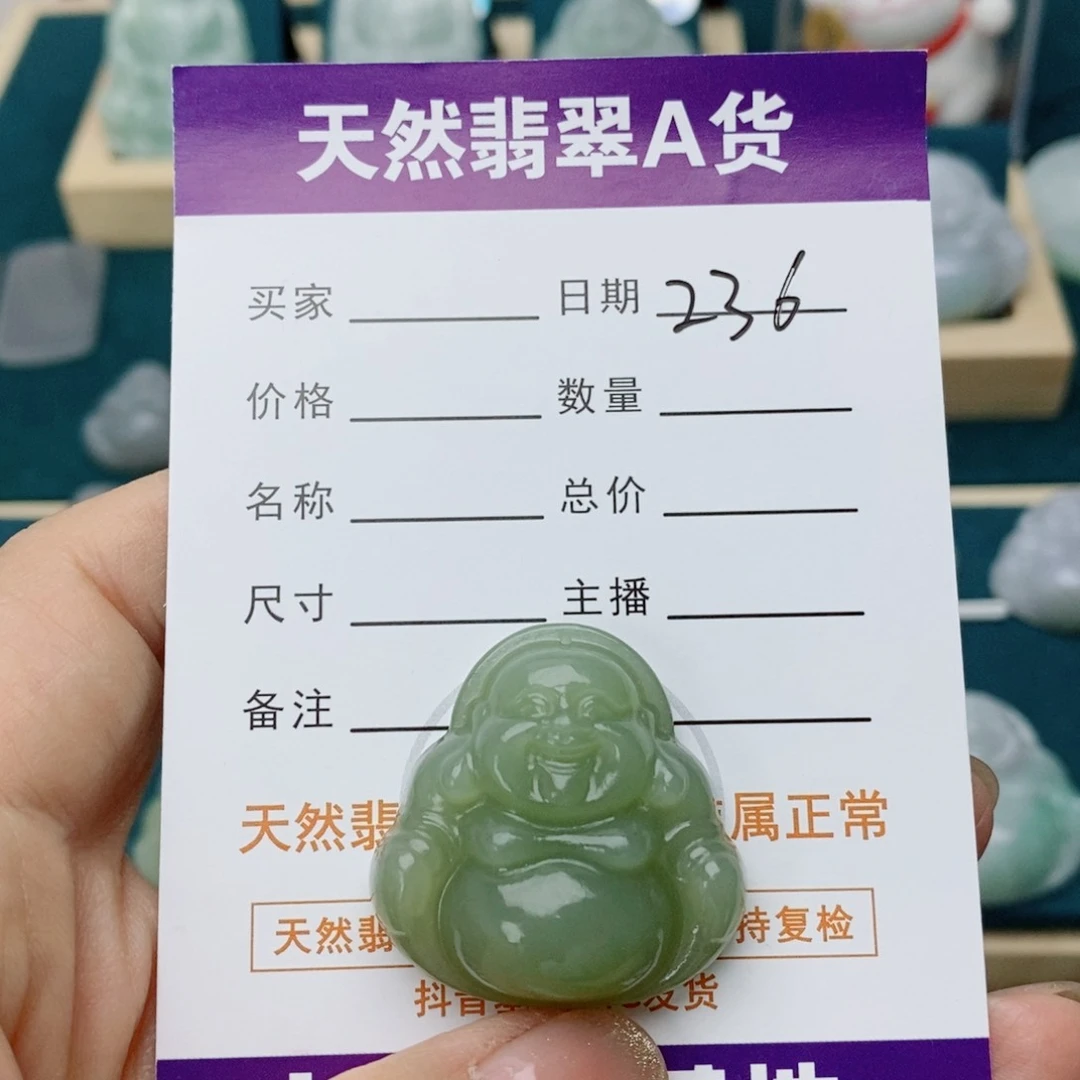 天然翡翠A货
买家 日期 236
价格 数量
名称 总价
尺寸 主播
备注
天然翡 属正常
天然翡 持复检
抖音 发货